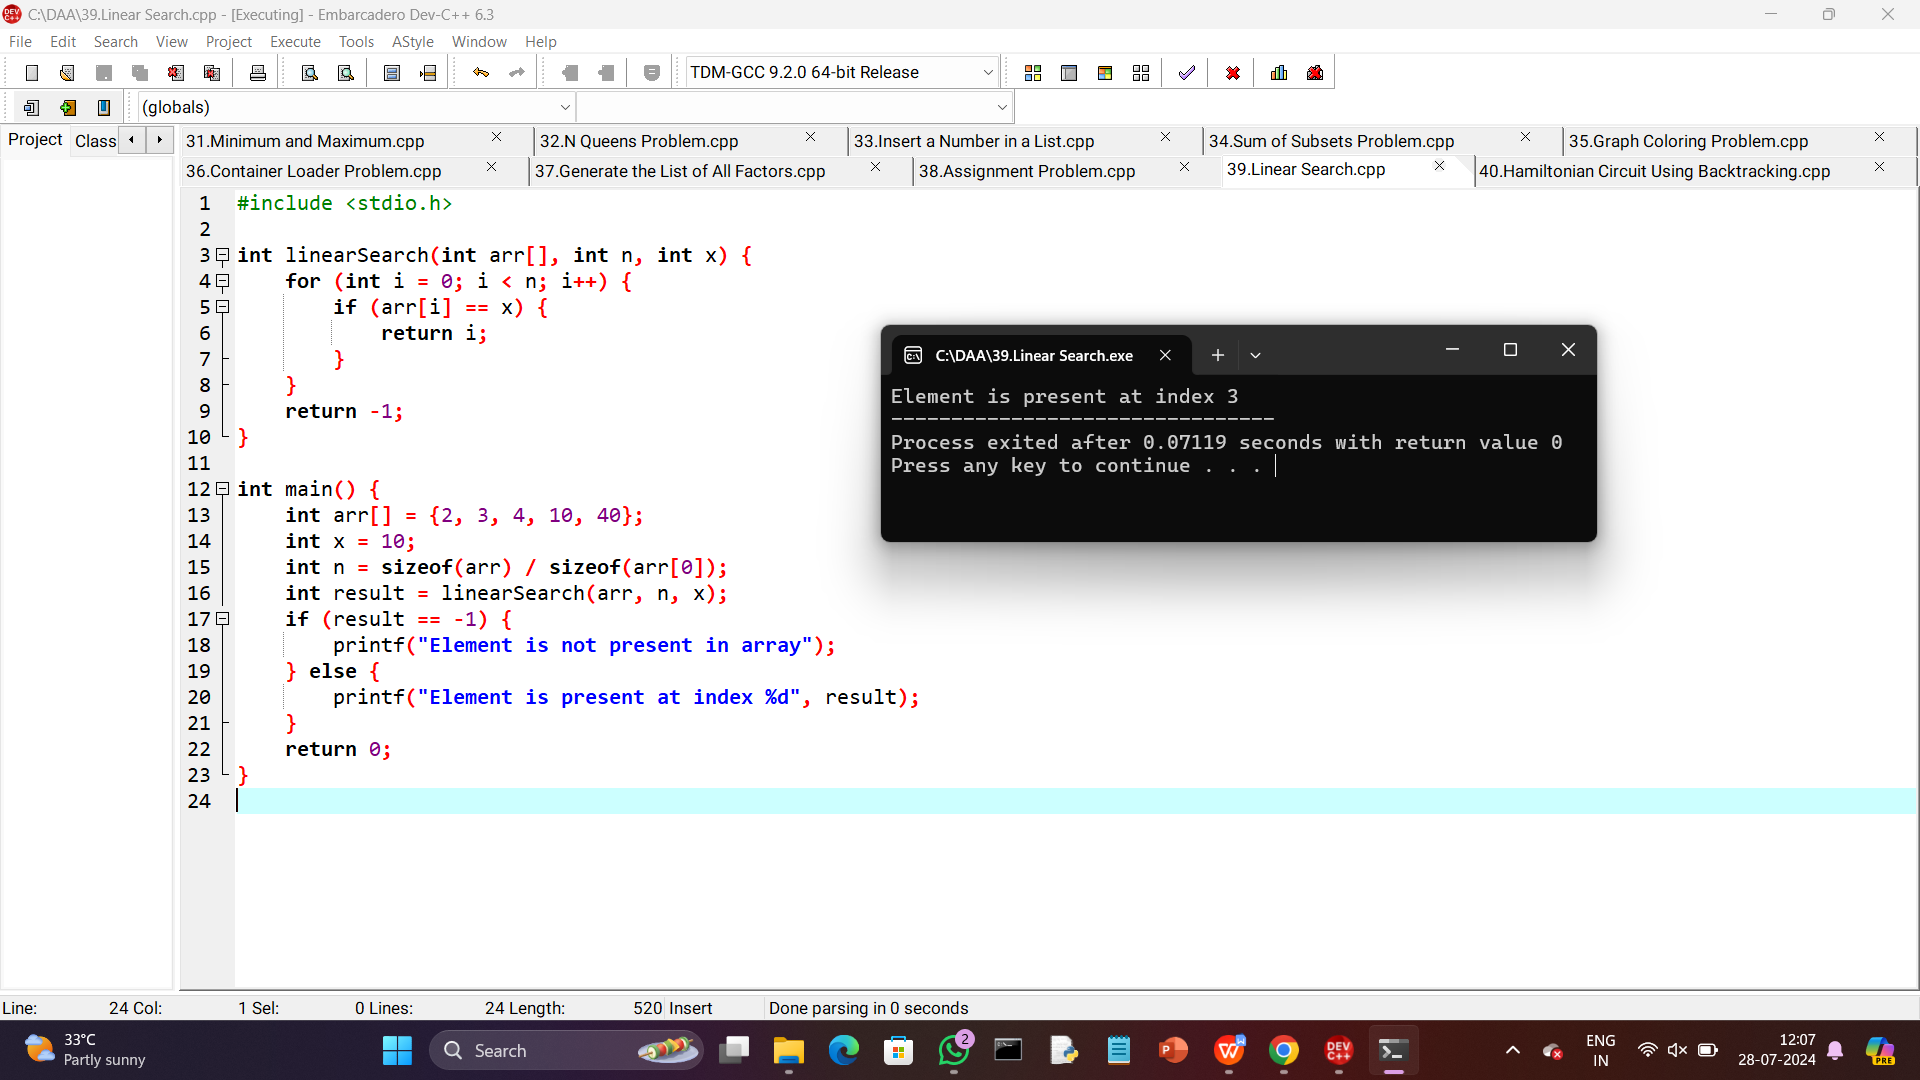 C:\DAA\39.Linear Search.cpp - [Executing] - Embarcadero Dev-C++ 6.3
File Edit Search View Project Execute Tools AStyle Window Help
TDM-GCC 9.2.0 64-bit Release
(globals)
Project Class
31.Minimum and Maximum.cpp 32.N Queens Problem.cpp 33.Insert a Number in a List.cpp 34.Sum of Subsets Problem.cpp 35.Graph Coloring Problem.cpp
36.Container Loader Problem.cpp 37.Generate the List of All Factors.cpp 38.Assignment Problem.cpp 39.Linear Search.cpp 40.Hamiltonian Circuit Using Backtracking.cpp
1 #include <stdio.h>
2
3 int linearSearch(int arr[], int n, int x) {
4     for (int i = 0; i < n; i++) {
5         if (arr[i] == x) {
6             return i;
7         }
8     }
9     return -1;
10 }
11
12 int main() {
13     int arr[] = {2, 3, 4, 10, 40};
14     int x = 10;
15     int n = sizeof(arr) / sizeof(arr[0]);
16     int result = linearSearch(arr, n, x);
17     if (result == -1) {
18         printf("Element is not present in array");
19     } else {
20         printf("Element is present at index %d", result);
21     }
22     return 0;
23 }
24
C:\DAA\39.Linear Search.exe
Element is present at index 3
--------------------------------
Process exited after 0.07119 seconds with return value 0
Press any key to continue . . .
Line: 24 Col: 1 Sel: 0 Lines: 24 Length: 520 Insert Done parsing in 0 seconds
33°C
Partly sunny
Search
2
DEV
C++
ENG
IN
12:07
28-07-2024
PRE